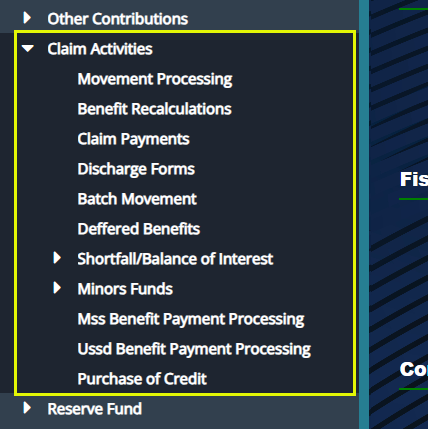 Other Contributions
Claim Activities
Movement Processing
Benefit Recalculations
Claim Payments
Discharge Forms
Batch Movement
Deffered Benefits
Shortfall/Balance of Interest
Minors Funds
Mss Benefit Payment Processing
Ussd Benefit Payment Processing
Purchase of Credit
Reserve Fund
Fis
Co